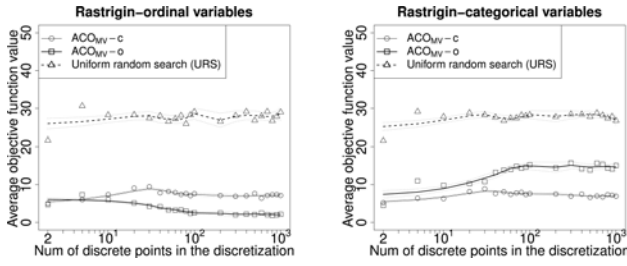 Rastrigin-ordinal variables
Average objective function value
0 10 20 30 40 50
ACO_MV-c
ACO_MV-o
Uniform random search (URS)
2 10^1 10^2 10^3
Num of discrete points in the discretization
Rastrigin-categorical variables
Average objective function value
0 10 20 30 40 50
ACO_MV-c
ACO_MV-o
Uniform random search (URS)
2 10^1 10^2 10^3
Num of discrete points in the discretization